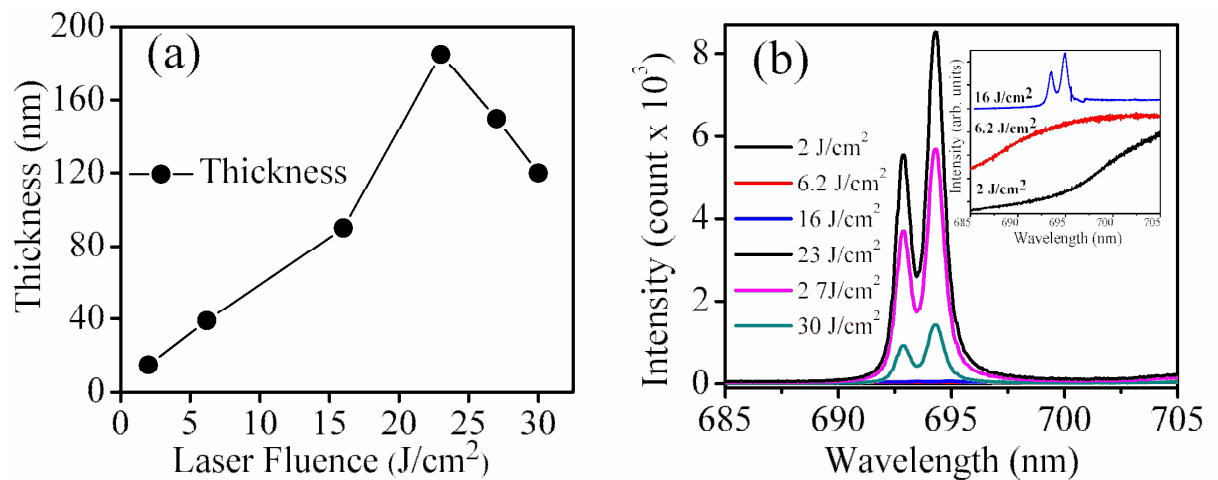 (a)
200
160
120
80
40
0
Thickness (nm)
Thickness
0 5 10 15 20 25 30
Laser Fluence (J/cm²)
(b)
8
6
4
2
0
Intensity (count x 10³)
2 J/cm²
6.2 J/cm²
16 J/cm²
23 J/cm²
2 7J/cm²
30 J/cm²
685 690 695 700 705
Wavelength (nm)
Intensity (arb. units)
16 J/cm²
6.2 J/cm²
2 J/cm²
685 690 695 700 705
Wavelength (nm)